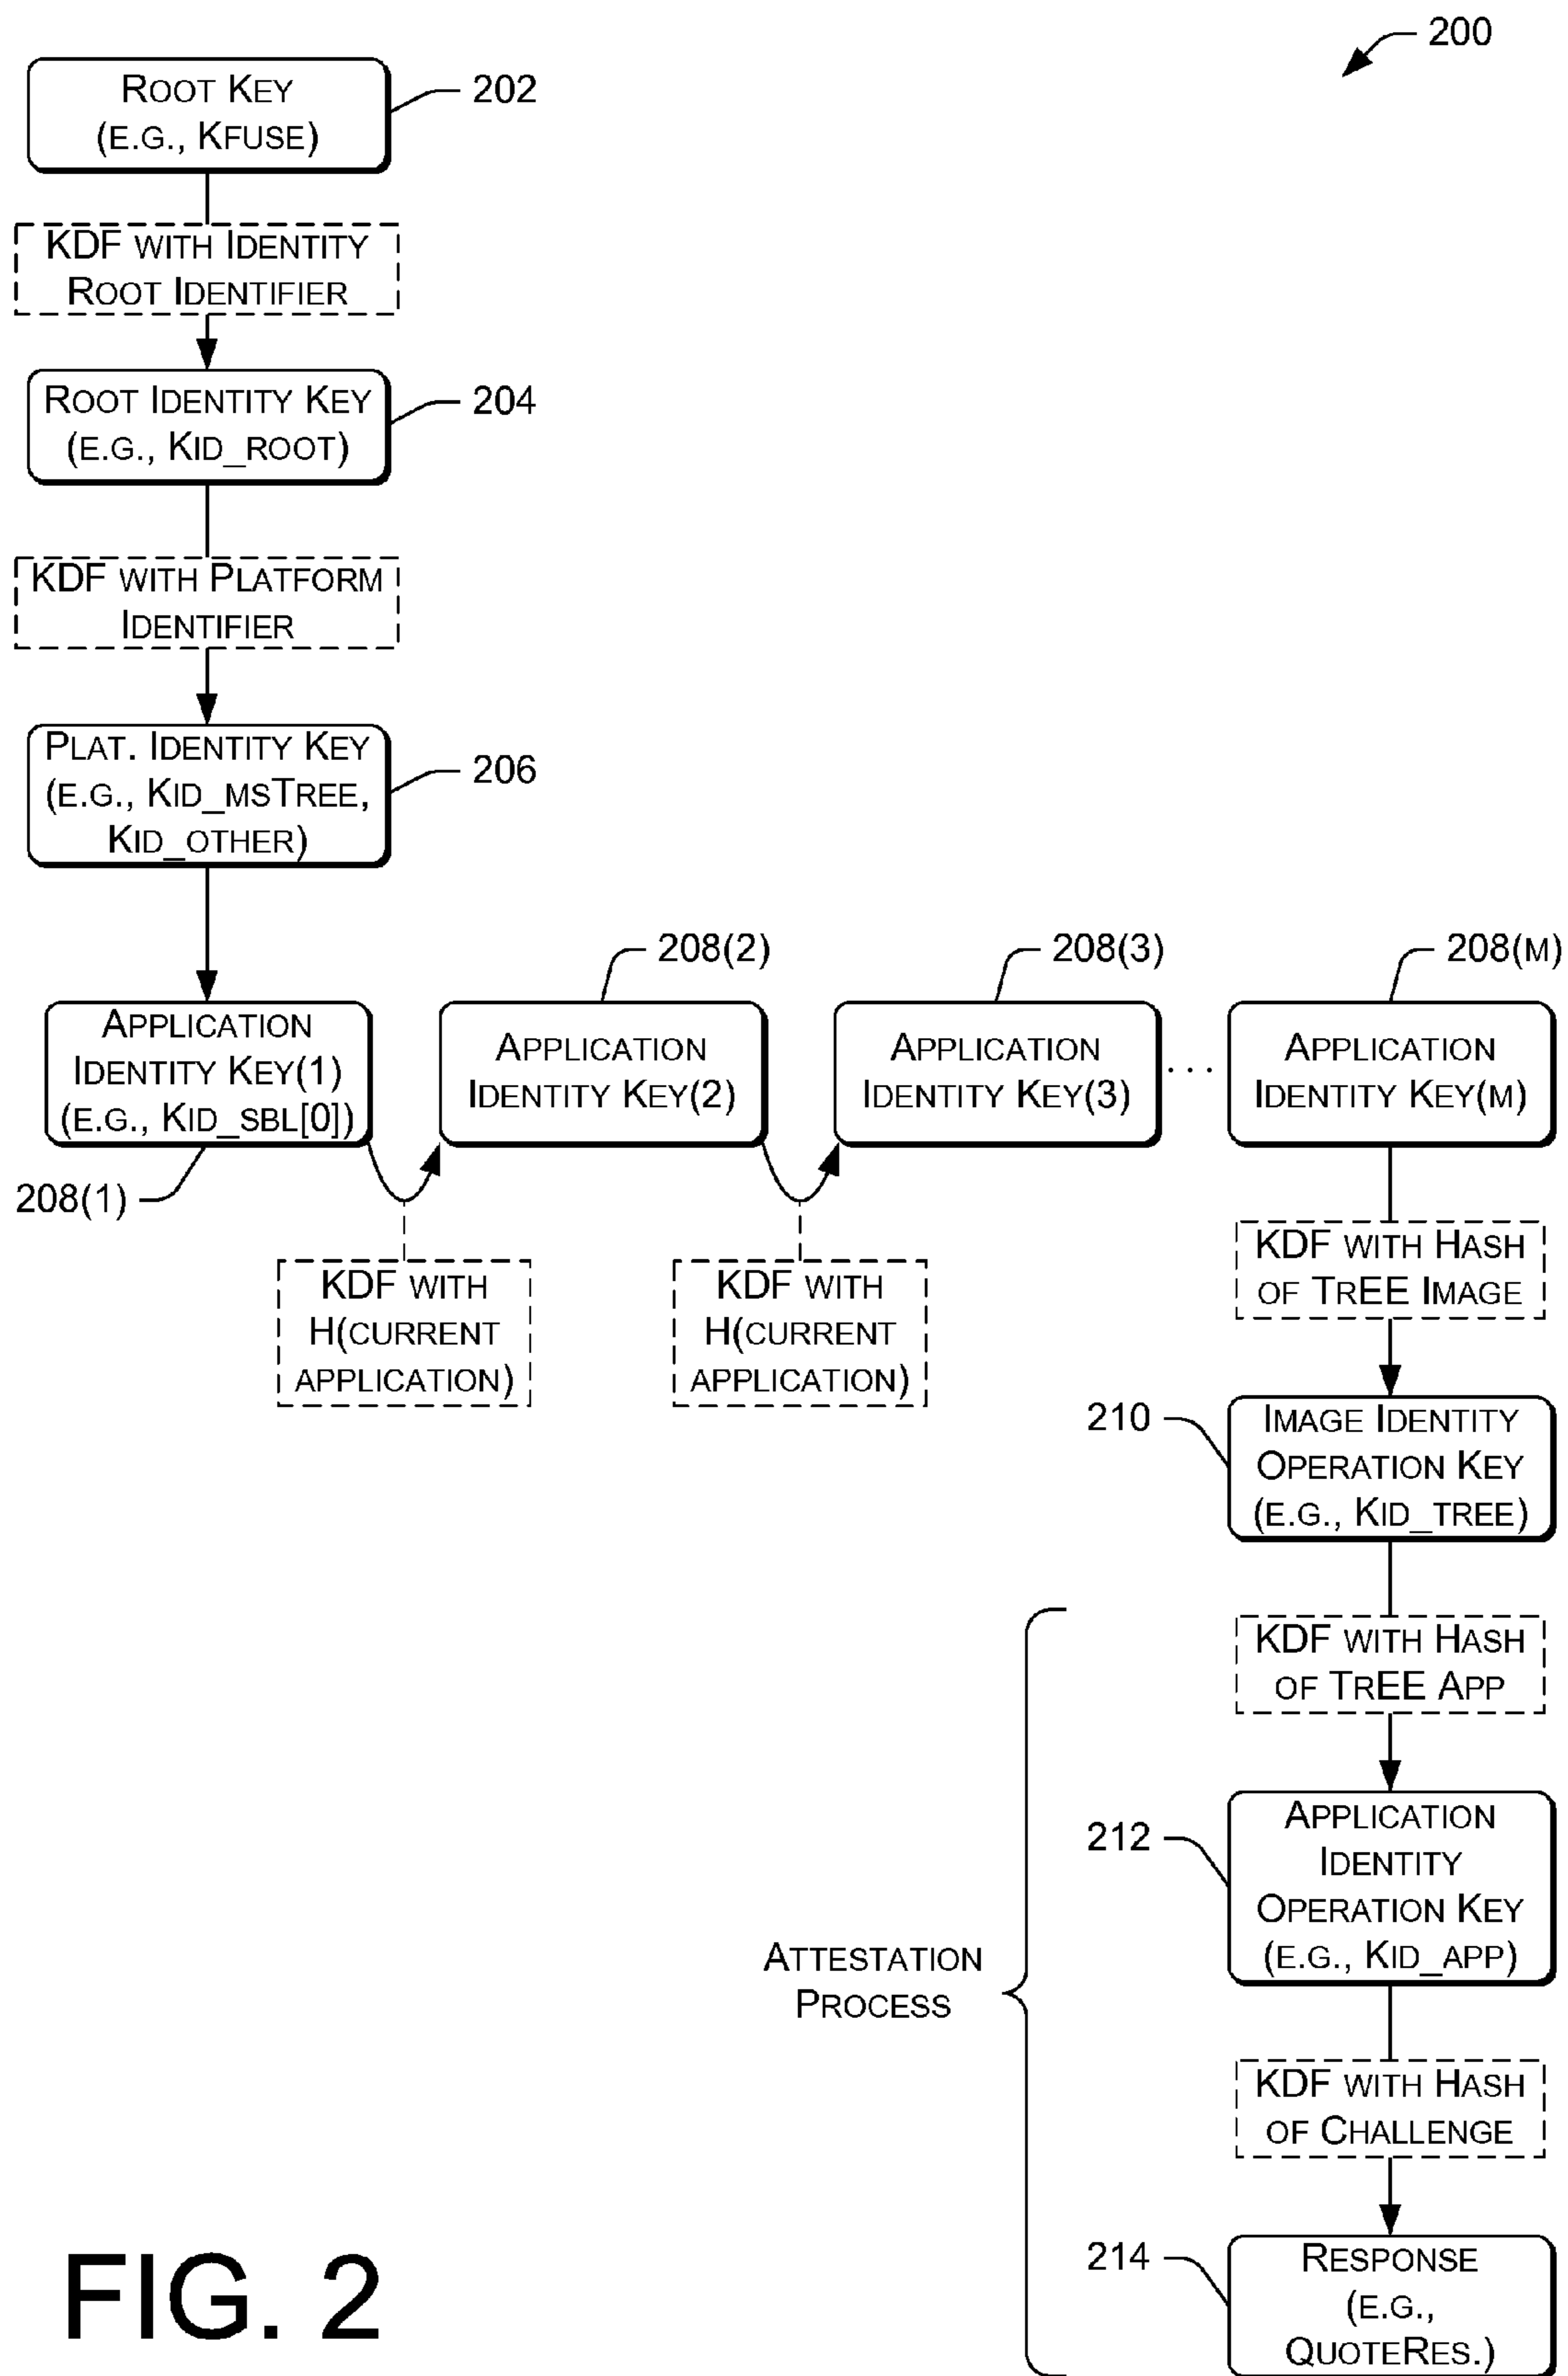 200
ROOT KEY
(E.G., KFUSE)
202
KDF WITH IDENTITY
ROOT IDENTIFIER
ROOT IDENTITY KEY
(E.G., KID_ROOT)
204
KDF WITH PLATFORM
IDENTIFIER
PLAT. IDENTITY KEY
(E.G., KID_MSTREE,
KID_OTHER)
206
208(2)
208(3)
208(M)
APPLICATION
IDENTITY KEY(1)
(E.G., KID_SBL[0])
208(1)
APPLICATION
IDENTITY KEY(2)
APPLICATION
IDENTITY KEY(3)
. . .
APPLICATION
IDENTITY KEY(M)
KDF WITH
H(CURRENT
APPLICATION)
KDF WITH
H(CURRENT
APPLICATION)
KDF WITH HASH
OF TREE IMAGE
210
IMAGE IDENTITY
OPERATION KEY
(E.G., KID_TREE)
KDF WITH HASH
OF TREE APP
212
APPLICATION
IDENTITY
OPERATION KEY
(E.G., KID_APP)
ATTESTATION
PROCESS
KDF WITH HASH
OF CHALLENGE
214
RESPONSE
(E.G.,
QUOTERES.)
FIG. 2